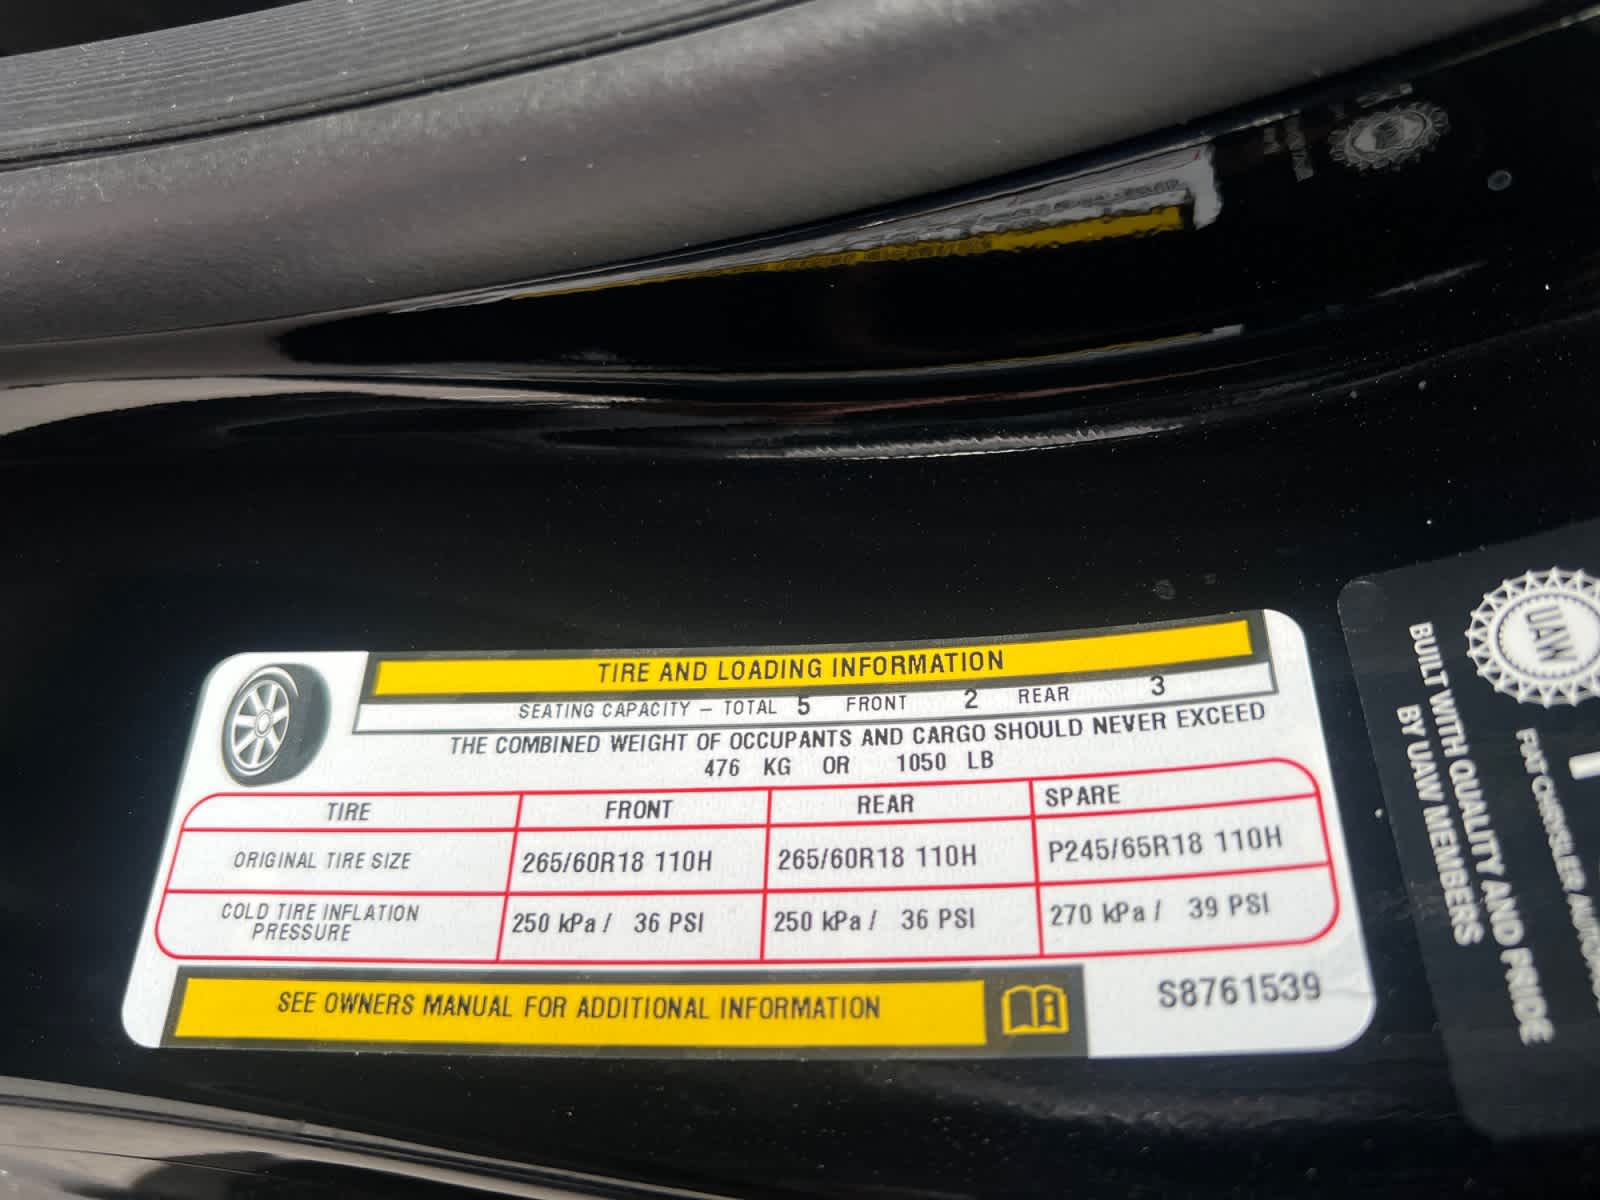 TIRE AND LOADING INFORMATION
SEATING CAPACITY – TOTAL 5 FRONT 2 REAR 3
THE COMBINED WEIGHT OF OCCUPANTS AND CARGO SHOULD NEVER EXCEED
476 KG OR 1050 LB
TIRE FRONT REAR SPARE
ORIGINAL TIRE SIZE 265/60R18 110H 265/60R18 110H P245/65R18 110H
COLD TIRE INFLATION
PRESSURE 250 kPa / 36 PSI 250 kPa / 36 PSI 270 kPa / 39 PSI
SEE OWNERS MANUAL FOR ADDITIONAL INFORMATION
S8761539
UAW
BUILT WITH QUALITY AND PRIDE
BY UAW MEMBERS
FIAT CHRYSLER